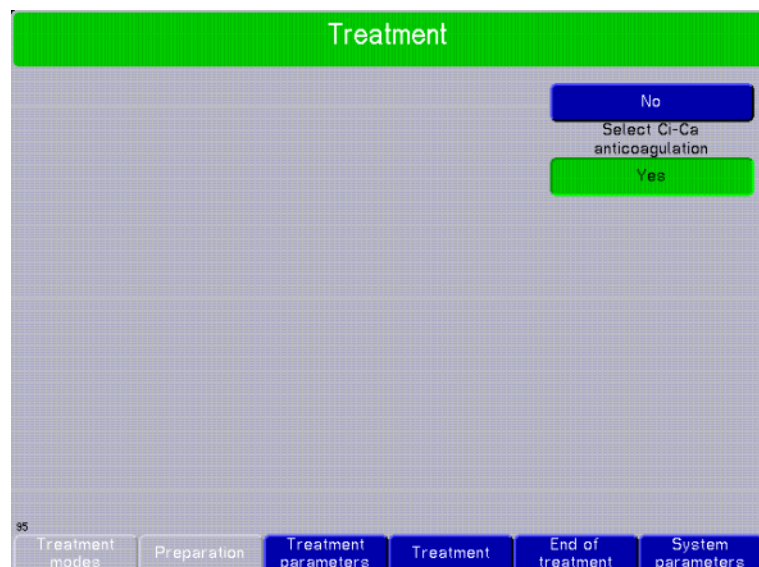 Treatment
No
Select Ci-Ca
anticoagulation
Yes
95
Treatment
modes
Preparation
Treatment
parameters
Treatment
End of
treatment
System
parameters